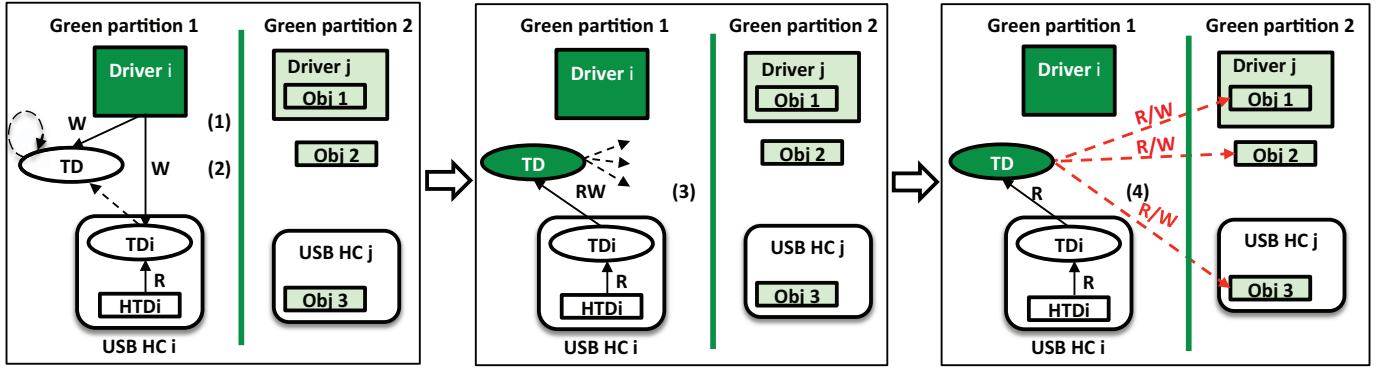 Green partition 1
Green partition 2
Driver i
Driver j
Obj 1
W
(1)
TD
W
(2)
Obj 2
TDi
USB HC j
R
HTDi
Obj 3
USB HC i
Green partition 1
Green partition 2
Driver i
Driver j
Obj 1
TD
Obj 2
RW
(3)
TDi
USB HC j
R
HTDi
Obj 3
USB HC i
Green partition 1
Green partition 2
Driver i
Driver j
Obj 1
R/W
TD
R/W
Obj 2
R
(4)
R/W
TDi
USB HC j
R
HTDi
Obj 3
USB HC i